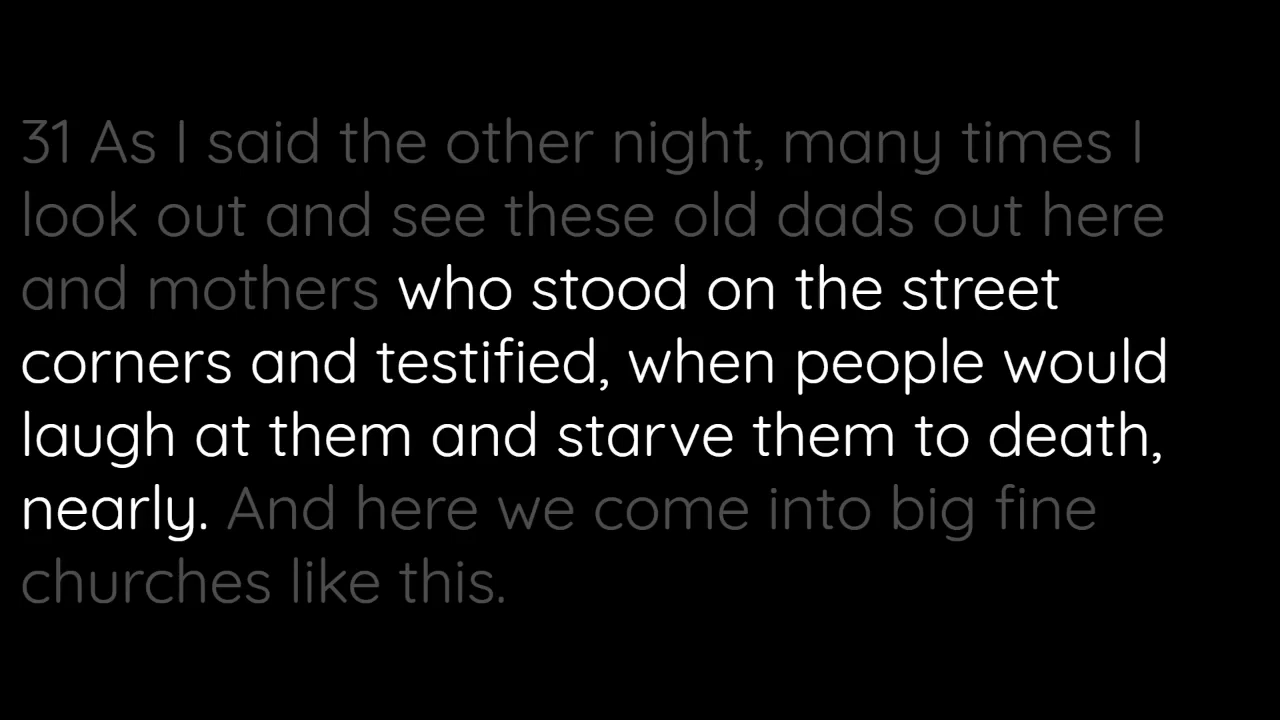 31 As I said the other night, many times I
look out and see these old dads out here
and mothers who stood on the street
corners and testified, when people would
laugh at them and starve them to death,
nearly. And here we come into big fine
churches like this.